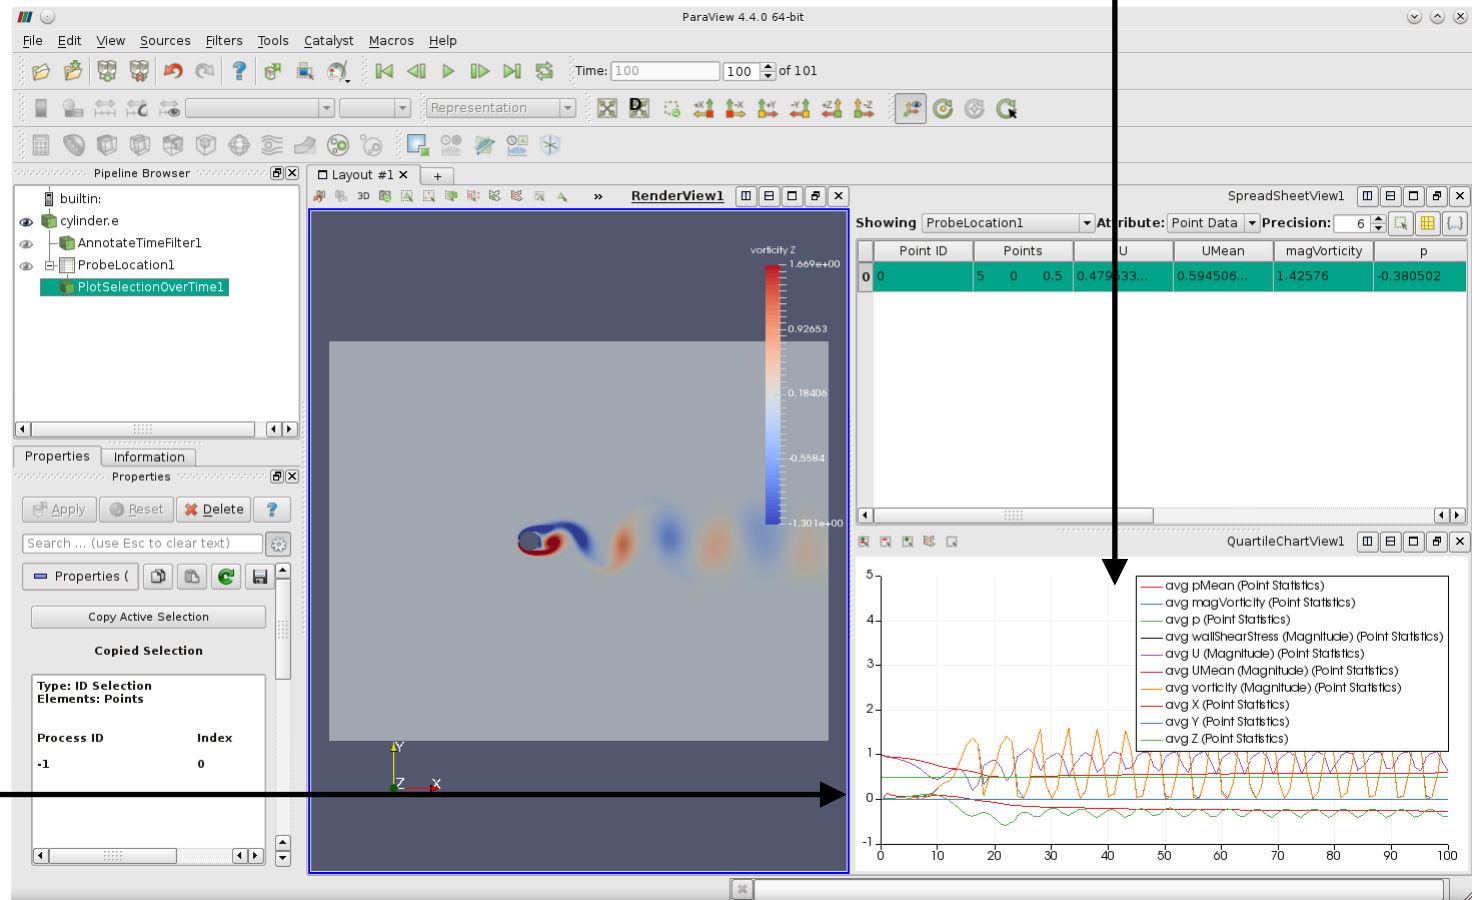 ParaView 4.4.0 64-bit
File Edit View Sources Filters Tools Catalyst Macros Help
Time: 100 100 of 101
Representation
Pipeline Browser
builtin:
cylinder.e
AnnotateTimeFilter1
ProbeLocation1
PlotSelectionOverTime1
Properties Information
Properties
Apply Reset Delete ?
Search ... (use Esc to clear text)
Properties (
Copy Active Selection
Copied Selection
Type: ID Selection
Elements: Points
Process ID Index
-1 0
Layout #1 × +
3D » RenderView1
vorticity Z
1.669e+00
0.92653
0.18406
-0.5584
-1.301e+00
Y
Z X
SpreadSheetView1
Showing ProbeLocation1 Attribute: Point Data Precision: 6
Point ID Points U UMean magVorticity p
0 0 5 0 0.5 0.594506... 1.42576 -0.380502
QuartileChartView1
avg pMean (Point Statistics)
avg magVorticity (Point Statistics)
avg p (Point Statistics)
avg wallShearStress (Magnitude) (Point Statistics)
avg U (Magnitude) (Point Statistics)
avg UMean (Magnitude) (Point Statistics)
avg vorticity (Magnitude) (Point Statistics)
avg X (Point Statistics)
avg Y (Point Statistics)
avg Z (Point Statistics)
5
4
3
2
1
0
-1
0 10 20 30 40 50 60 70 80 90 100